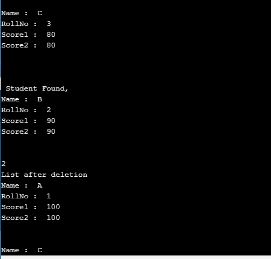 Name :  C
RollNo :  3
Score1 :  80
Score2 :  80
Student Found,
Name :  B
RollNo :  2
Score1 :  90
Score2 :  90
2
List after deletion
Name :  A
RollNo :  1
Score1 :  100
Score2 :  100
Name :  C